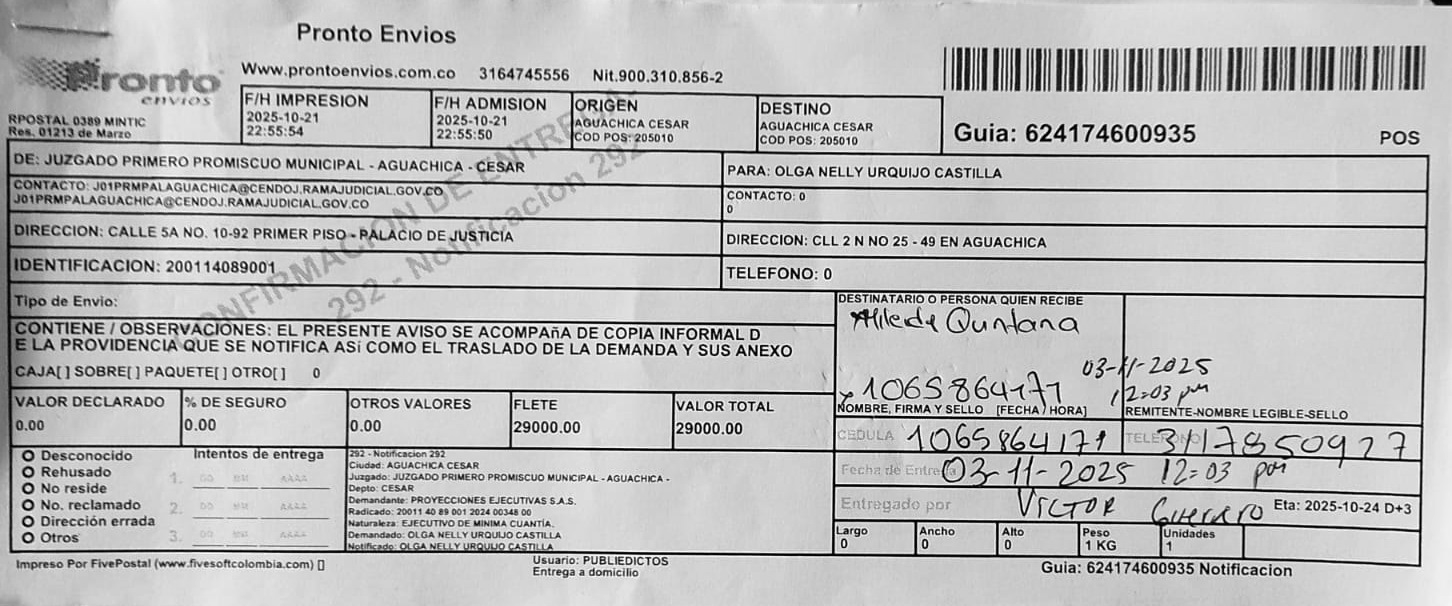 Pronto Envios
Pronto
envios
Www.prontoenvios.com.co 3164745556 Nit.900.310.856-2
RPOSTAL 0389 MINTIC
Res. 01213 de Marzo
F/H IMPRESION
2025-10-21
22:55:54
F/H ADMISION
2025-10-21
22:55:50
ORIGEN
AGUACHICA CESAR
COD POS: 205010
DESTINO
AGUACHICA CESAR
COD POS: 205010
Guia: 624174600935 POS
DE: JUZGADO PRIMERO PROMISCUO MUNICIPAL - AGUACHICA - CESAR
CONTACTO: J01PRMPALAGUACHICA@CENDOJ.RAMAJUDICIAL.GOV.CO
J01PRMPALAGUACHICA@CENDOJ.RAMAJUDICIAL.GOV.CO
DIRECCION: CALLE 5A NO. 10-92 PRIMER PISO - PALACIO DE JUSTICIA
IDENTIFICACION: 200114089001
PARA: OLGA NELLY URQUIJO CASTILLA
CONTACTO: 0
0
DIRECCION: CLL 2 N NO 25 - 49 EN AGUACHICA
TELEFONO: 0
CONFIRMACION DE ENTREGA
292 - Notificacion 292
Tipo de Envio:
CONTIENE / OBSERVACIONES: EL PRESENTE AVISO SE ACOMPAñA DE COPIA INFORMAL D
E LA PROVIDENCIA QUE SE NOTIFICA ASí COMO EL TRASLADO DE LA DEMANDA Y SUS ANEXO
CAJA[ ] SOBRE[ ] PAQUETE[ ] OTRO[ ] 0
VALOR DECLARADO
0.00
% DE SEGURO
0.00
OTROS VALORES
0.00
FLETE
29000.00
VALOR TOTAL
29000.00
DESTINATARIO O PERSONA QUIEN RECIBE
Quntana
03-11-2025
12:03 pm
1065864171
NOMBRE, FIRMA Y SELLO [FECHA / HORA]
REMITENTE-NOMBRE LEGIBLE-SELLO
CEDULA 1065864171
TELEFONO 3117850927
Fecha de Entrega 03-11-2025 12:03 pm
Entregado por VICTOR Guerrero
Eta: 2025-10-24 D+3
O Desconocido
O Rehusado
O No reside
O No. reclamado
O Dirección errada
O Otros
Intentos de entrega
1. DD MM AAAA
2. DD MM AAAA
3. DD MM AAAA
292 - Notificacion 292
Ciudad: AGUACHICA CESAR
Juzgado: JUZGADO PRIMERO PROMISCUO MUNICIPAL - AGUACHICA -
Depto: CESAR
Demandante: PROYECCIONES EJECUTIVAS S.A.S.
Radicado: 20011 40 89 001 2024 00348 00
Naturaleza: EJECUTIVO DE MINIMA CUANTÍA.
Demandado: OLGA NELLY URQUIJO CASTILLA
Notificado: OLGA NELLY URQUIJO CASTILLA
Largo
0
Ancho
0
Alto
0
Peso
1 KG
Unidades
1
Impreso Por FivePostal (www.fivesoftcolombia.com) []
Usuario: PUBLIEDICTOS
Entrega a domicilio
Guia: 624174600935 Notificacion